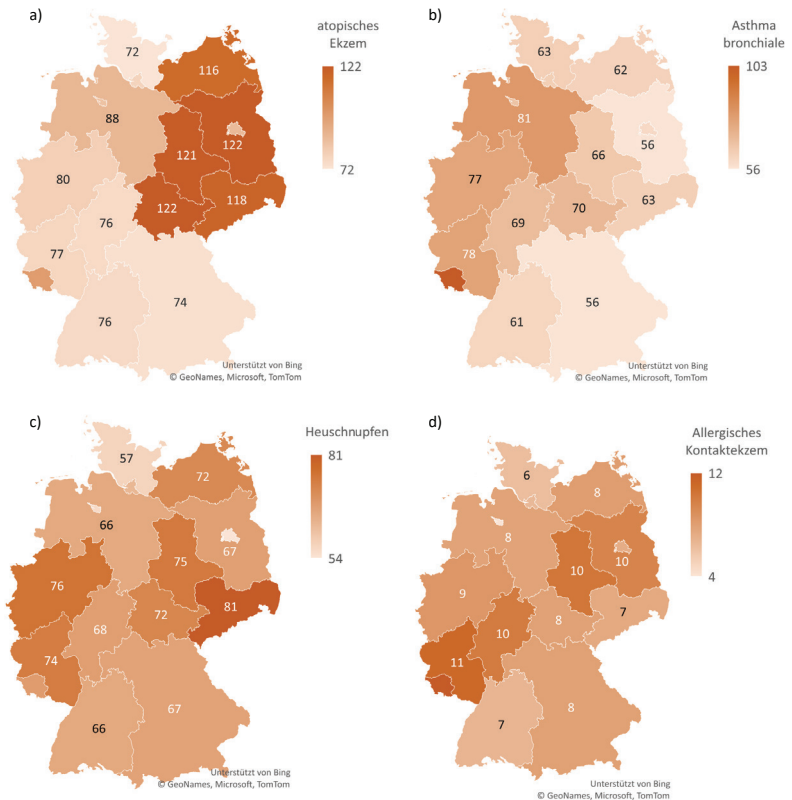 a)
atopisches
Ekzem
122
72
72
116
88
121
122
80
122
118
76
77
76
74
Unterstützt von Bing
© GeoNames, Microsoft, TomTom
b)
Asthma
bronchiale
103
56
63
62
81
56
66
77
70
63
69
78
61
56
Unterstützt von Bing
© GeoNames, Microsoft, TomTom
c)
Heuschnupfen
81
54
57
72
66
67
75
76
81
72
68
74
66
67
Unterstützt von Bing
© GeoNames, Microsoft, TomTom
d)
Allergisches
Kontaktekzem
12
4
6
8
8
10
10
9
7
8
10
11
7
8
Unterstützt von Bing
© GeoNames, Microsoft, TomTom